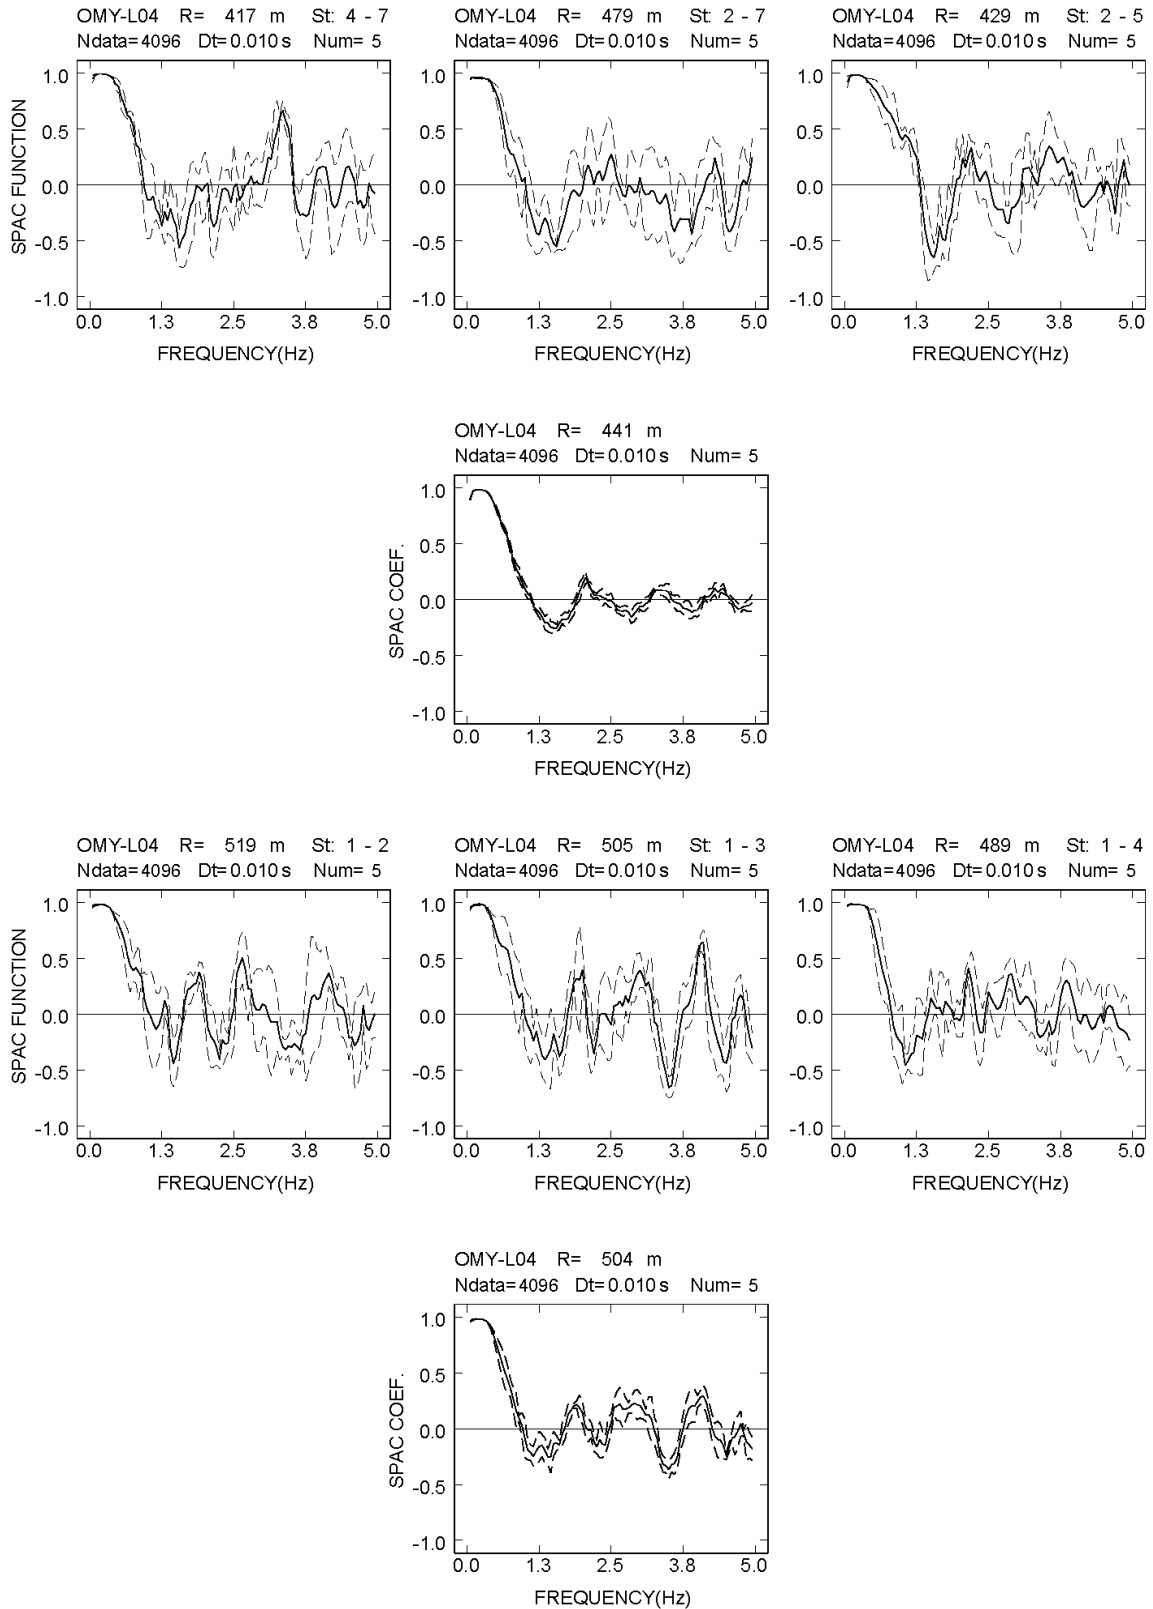 OMY-L04 R= 417 m St: 4 - 7
Ndata=4096 Dt=0.010 s Num= 5
1.0
0.5
0.0
-0.5
-1.0
SPAC FUNCTION
0.0 1.3 2.5 3.8 5.0
FREQUENCY(Hz)
OMY-L04 R= 479 m St: 2 - 7
Ndata=4096 Dt=0.010 s Num= 5
1.0
0.5
0.0
-0.5
-1.0
0.0 1.3 2.5 3.8 5.0
FREQUENCY(Hz)
OMY-L04 R= 429 m St: 2 - 5
Ndata=4096 Dt=0.010 s Num= 5
1.0
0.5
0.0
-0.5
-1.0
0.0 1.3 2.5 3.8 5.0
FREQUENCY(Hz)
OMY-L04 R= 441 m
Ndata=4096 Dt=0.010 s Num= 5
1.0
0.5
0.0
-0.5
-1.0
SPAC COEF.
0.0 1.3 2.5 3.8 5.0
FREQUENCY(Hz)
OMY-L04 R= 519 m St: 1 - 2
Ndata=4096 Dt=0.010 s Num= 5
1.0
0.5
0.0
-0.5
-1.0
SPAC FUNCTION
0.0 1.3 2.5 3.8 5.0
FREQUENCY(Hz)
OMY-L04 R= 505 m St: 1 - 3
Ndata=4096 Dt=0.010 s Num= 5
1.0
0.5
0.0
-0.5
-1.0
0.0 1.3 2.5 3.8 5.0
FREQUENCY(Hz)
OMY-L04 R= 489 m St: 1 - 4
Ndata=4096 Dt=0.010 s Num= 5
1.0
0.5
0.0
-0.5
-1.0
0.0 1.3 2.5 3.8 5.0
FREQUENCY(Hz)
OMY-L04 R= 504 m
Ndata=4096 Dt=0.010 s Num= 5
1.0
0.5
0.0
-0.5
-1.0
SPAC COEF.
0.0 1.3 2.5 3.8 5.0
FREQUENCY(Hz)